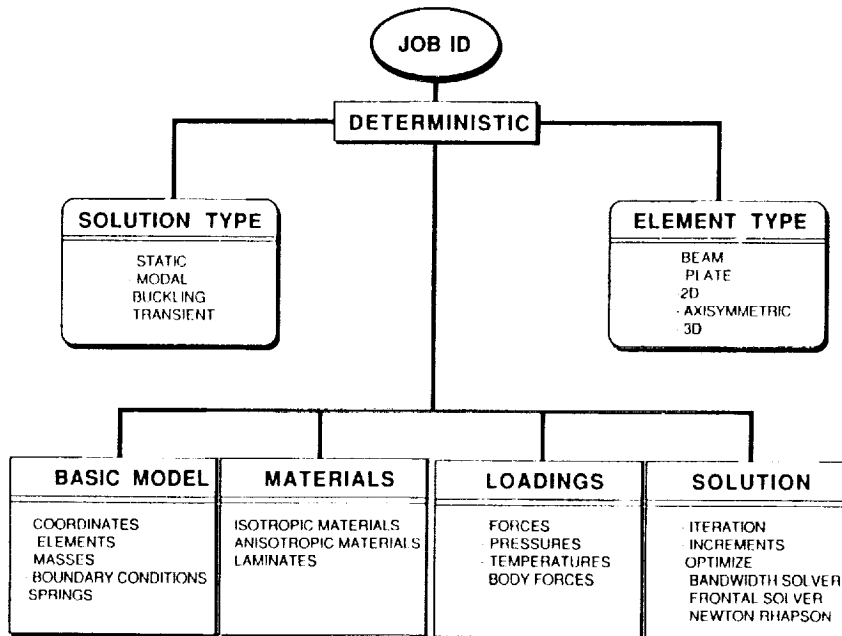 JOB ID
DETERMINISTIC
SOLUTION TYPE
STATIC
- MODAL
BUCKLING
TRANSIENT
ELEMENT TYPE
BEAM
PLATE
2D
- AXISYMMETRIC
- 3D
BASIC MODEL
COORDINATES
ELEMENTS
MASSES
- BOUNDARY CONDITIONS
SPRINGS
MATERIALS
ISOTROPIC MATERIALS
ANISOTROPIC MATERIALS
LAMINATES
LOADINGS
FORCES
- PRESSURES
- TEMPERATURES
BODY FORCES
SOLUTION
- ITERATION
- INCREMENTS
OPTIMIZE
BANDWIDTH SOLVER
FRONTAL SOLVER
NEWTON RHAPSON